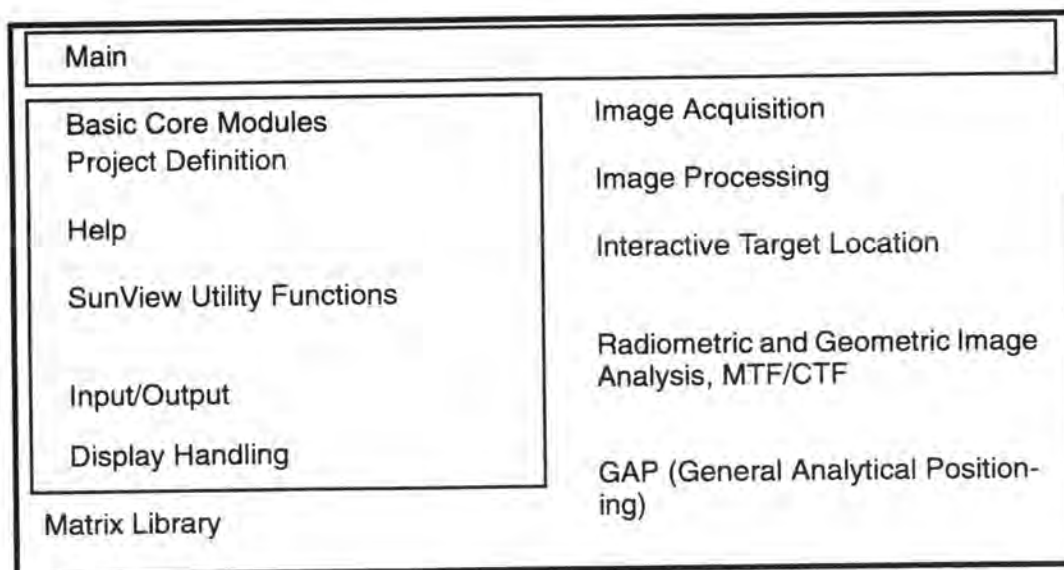 Main
Basic Core Modules
Project Definition
Help
SunView Utility Functions
Input/Output
Display Handling
Matrix Library
Image Acquisition
Image Processing
Interactive Target Location
Radiometric and Geometric Image
Analysis, MTF/CTF
GAP (General Analytical Position-
ing)